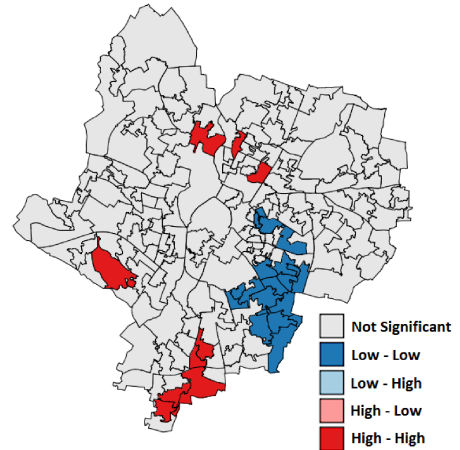 Not Significant
Low - Low
Low - High
High - Low
High - High